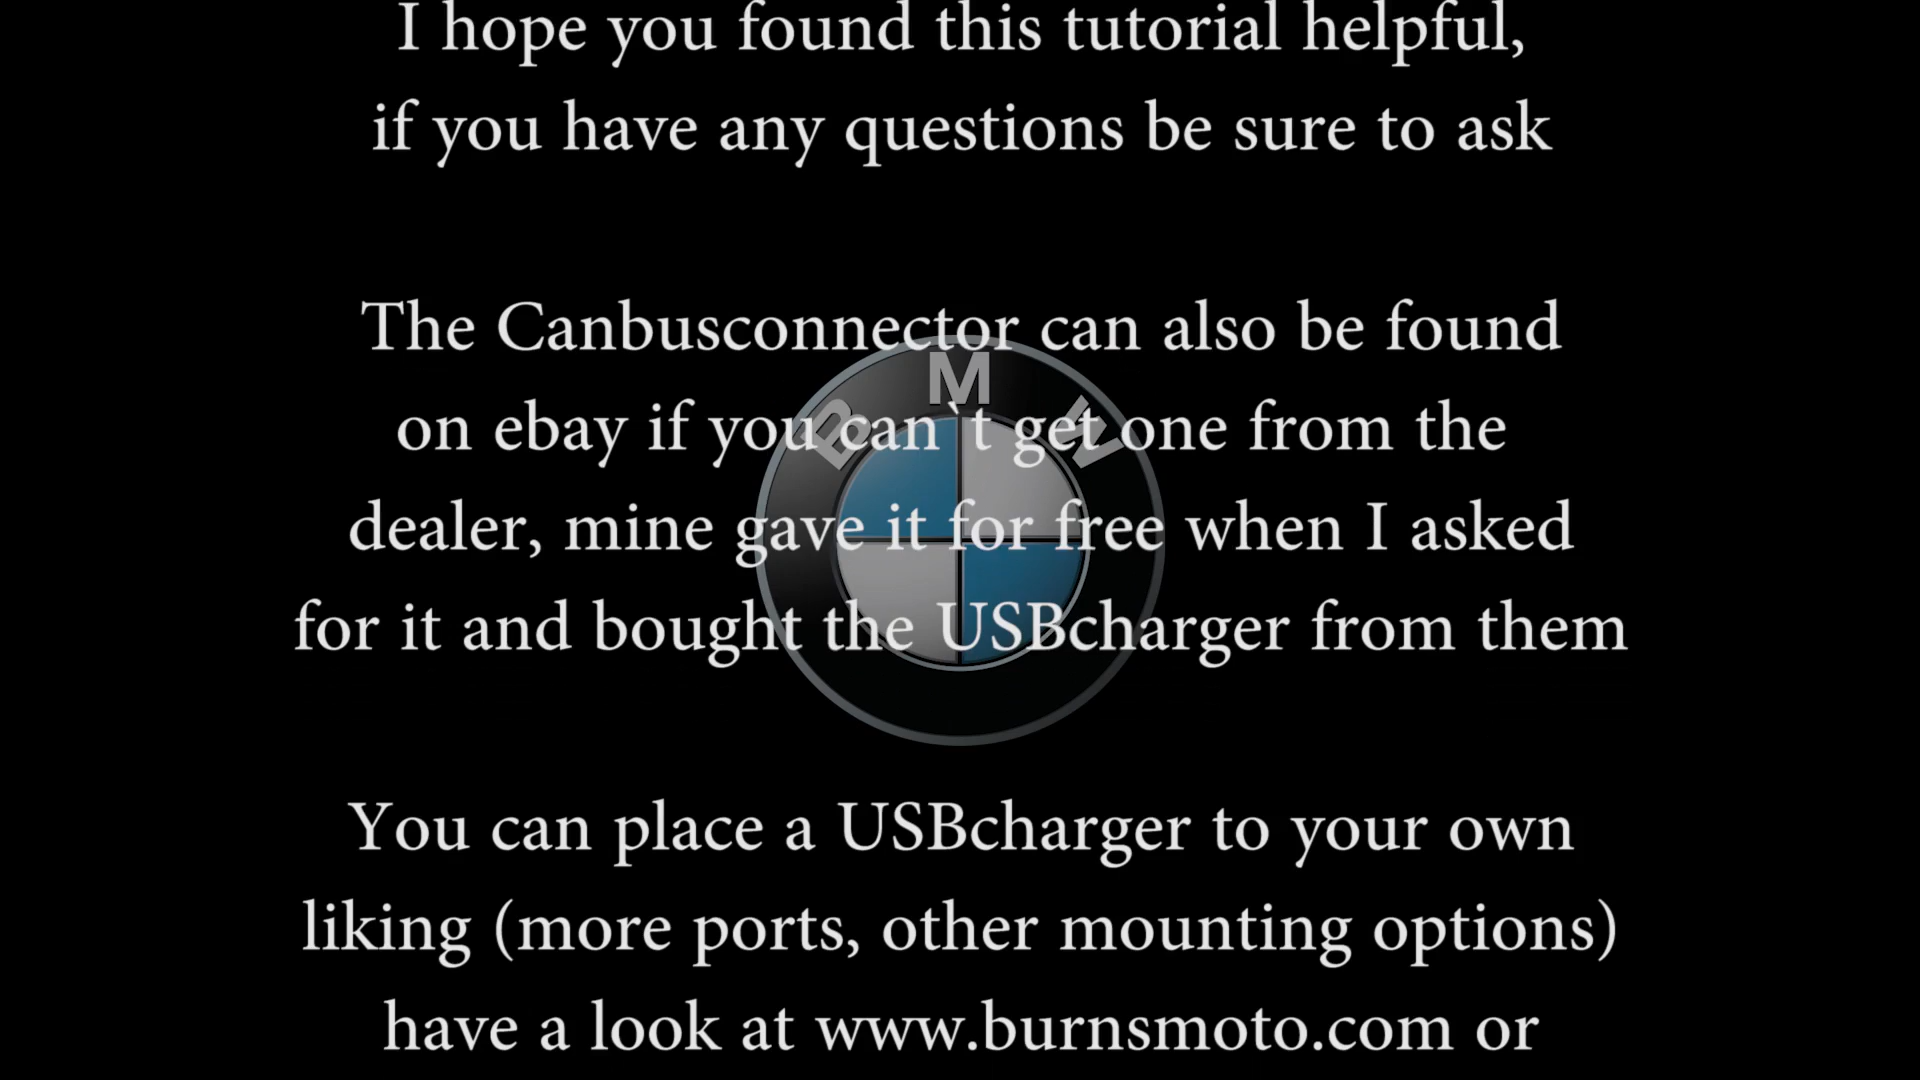 I hope you found this tutorial helpful,
if you have any questions be sure to ask
The Canbusconnector can also be found
B M W
on ebay if you can`t get one from the
dealer, mine gave it for free when I asked
for it and bought the USBcharger from them
You can place a USBcharger to your own
liking (more ports, other mounting options)
have a look at www.burnsmoto.com or